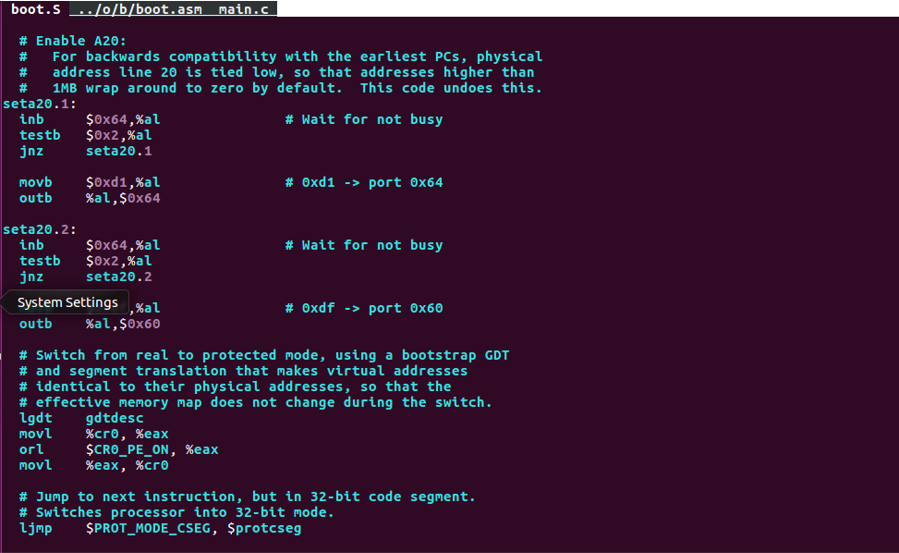 boot.S  ../o/b/boot.asm  main.c
# Enable A20:
#   For backwards compatibility with the earliest PCs, physical
#   address line 20 is tied low, so that addresses higher than
#   1MB wrap around to zero by default.  This code undoes this.
seta20.1:
  inb     $0x64,%al               # Wait for not busy
  testb   $0x2,%al
  jnz     seta20.1
  movb    $0xd1,%al               # 0xd1 -> port 0x64
  outb    %al,$0x64
seta20.2:
  inb     $0x64,%al               # Wait for not busy
  testb   $0x2,%al
  jnz     seta20.2
System Settings ,%al               # 0xdf -> port 0x60
  outb    %al,$0x60
  # Switch from real to protected mode, using a bootstrap GDT
  # and segment translation that makes virtual addresses
  # identical to their physical addresses, so that the
  # effective memory map does not change during the switch.
  lgdt    gdtdesc
  movl    %cr0, %eax
  orl     $CR0_PE_ON, %eax
  movl    %eax, %cr0
  # Jump to next instruction, but in 32-bit code segment.
  # Switches processor into 32-bit mode.
  ljmp    $PROT_MODE_CSEG, $protcseg